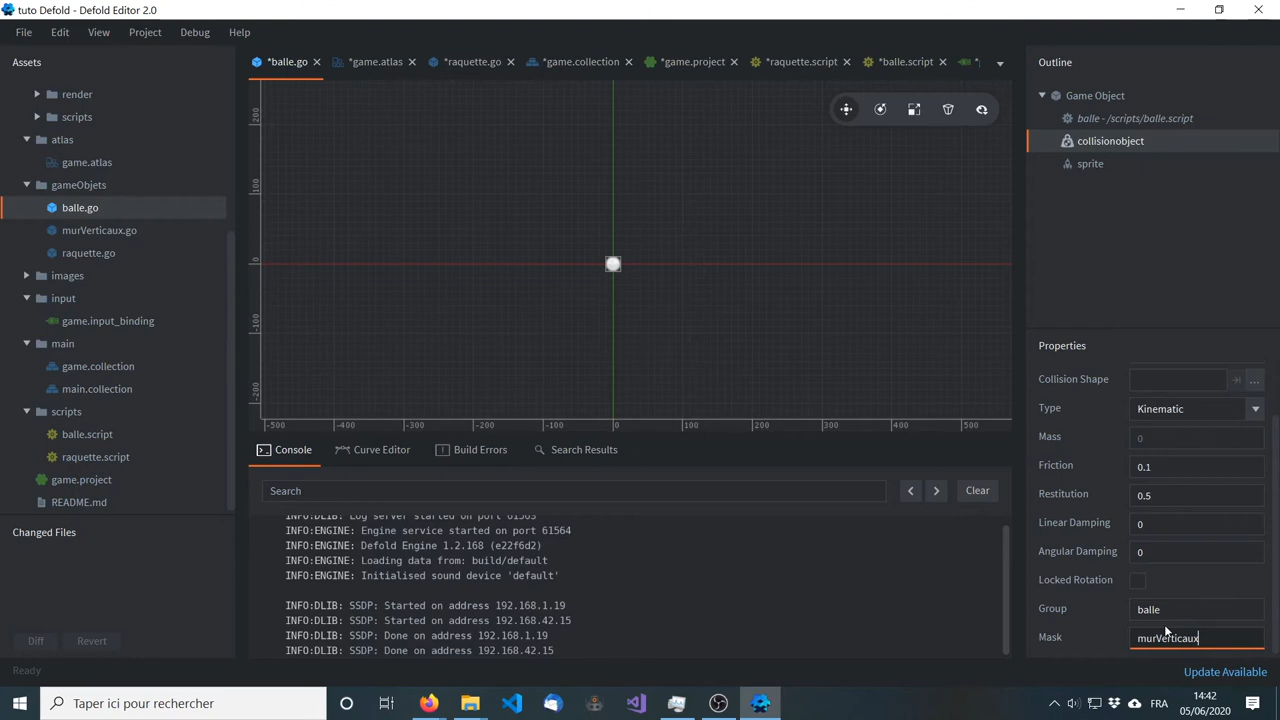 tuto Defold - Defold Editor 2.0
File Edit View Project Debug Help
Assets
render
scripts
atlas
game.atlas
gameObjets
balle.go
murVerticaux.go
raquette.go
images
input
game.input_binding
main
game.collection
main.collection
scripts
balle.script
raquette.script
game.project
README.md
Changed Files
Diff Revert
Ready
*balle.go *game.atlas *raquette.go *game.collection *game.project *raquette.script *balle.script *
200
100
0
-100
-200
-500 -400 -300 -200 -100 0 100 200 300 400 500
Console Curve Editor Build Errors Search Results
Search Clear
INFO:DLIB: Log server started on port 61563
INFO:ENGINE: Engine service started on port 61564
INFO:ENGINE: Defold Engine 1.2.168 (e22f6d2)
INFO:ENGINE: Loading data from: build/default
INFO:ENGINE: Initialised sound device 'default'
INFO:DLIB: SSDP: Started on address 192.168.1.19
INFO:DLIB: SSDP: Started on address 192.168.42.15
INFO:DLIB: SSDP: Done on address 192.168.1.19
INFO:DLIB: SSDP: Done on address 192.168.42.15
Outline
Game Object
balle - /scripts/balle.script
collisionobject
sprite
Properties
Collision Shape ...
Type Kinematic
Mass 0
Friction 0.1
Restitution 0.5
Linear Damping 0
Angular Damping 0
Locked Rotation
Group balle
Mask murVerticaux
Update Available
Taper ici pour rechercher
FRA
14:42
05/06/2020